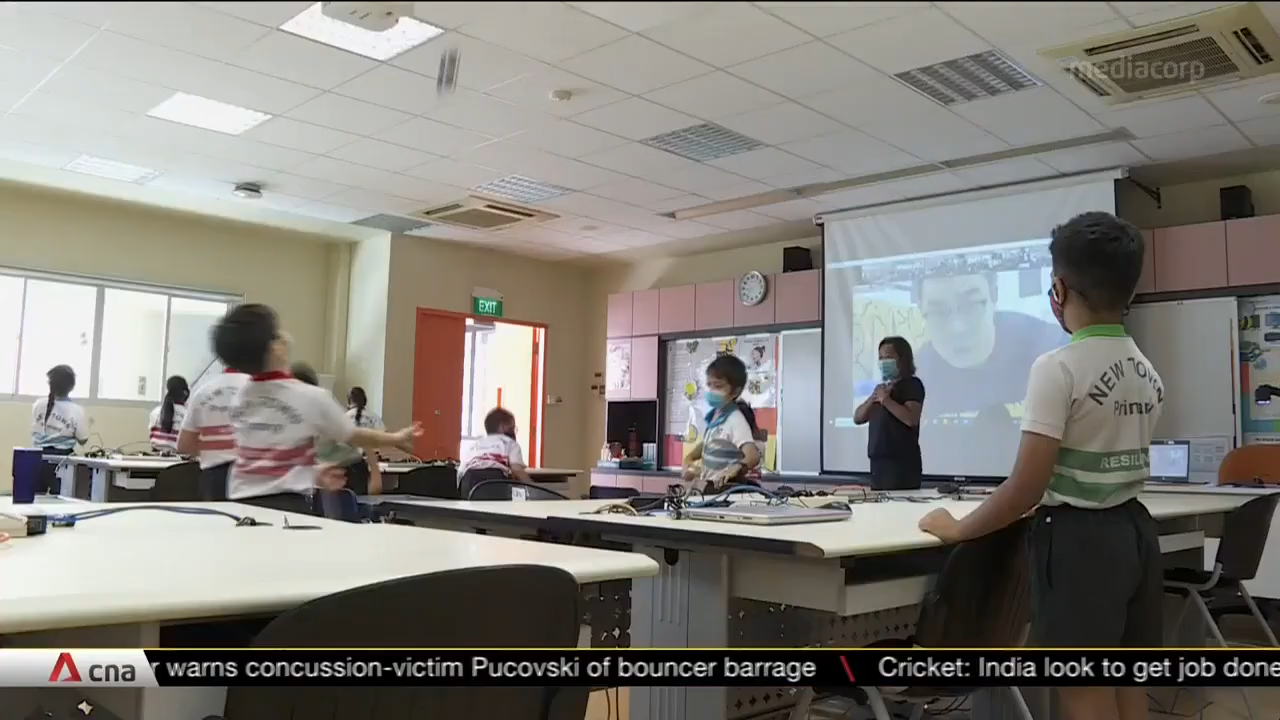 mediacorp
EXIT
NEW TOWN
Primary
RESILI
cna
r warns concussion-victim Pucovski of bouncer barrage \ Cricket: India look to get job done